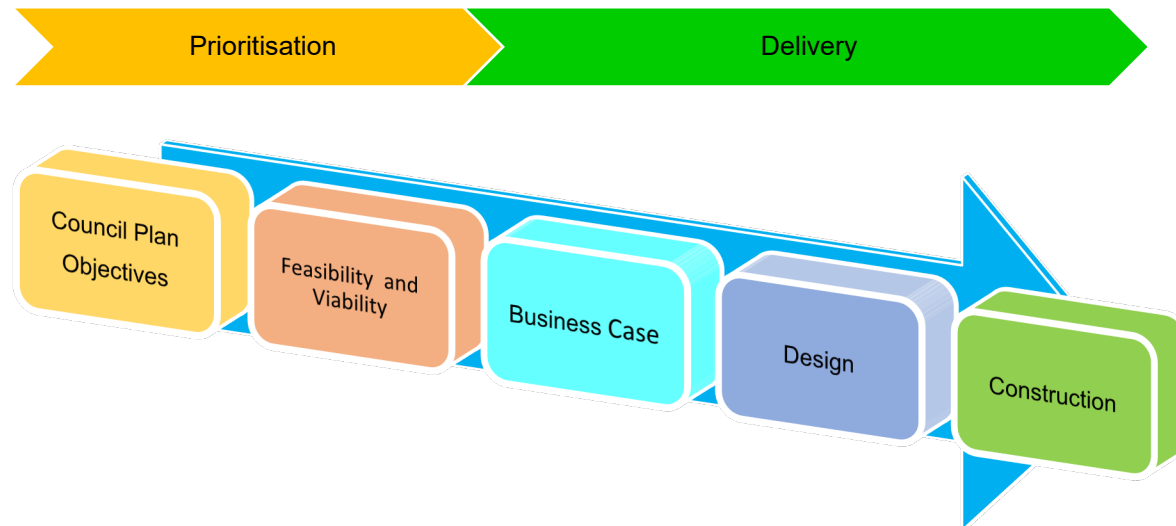 Prioritisation
Delivery
Council Plan
Objectives
Feasibility and
Viability
Business Case
Design
Construction